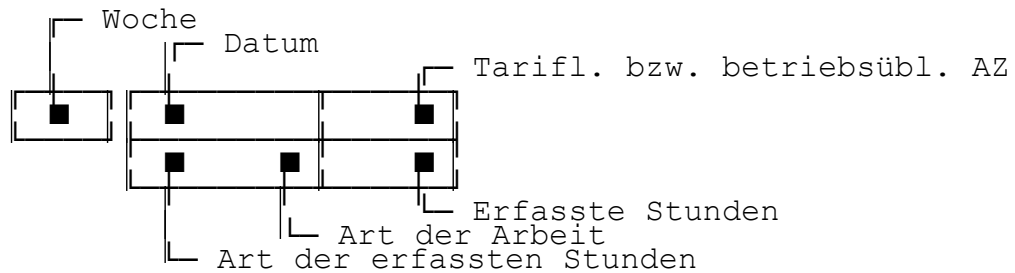 Woche
Datum
Tarifl. bzw. betriebsübl. AZ
Erfasste Stunden
Art der Arbeit
Art der erfassten Stunden